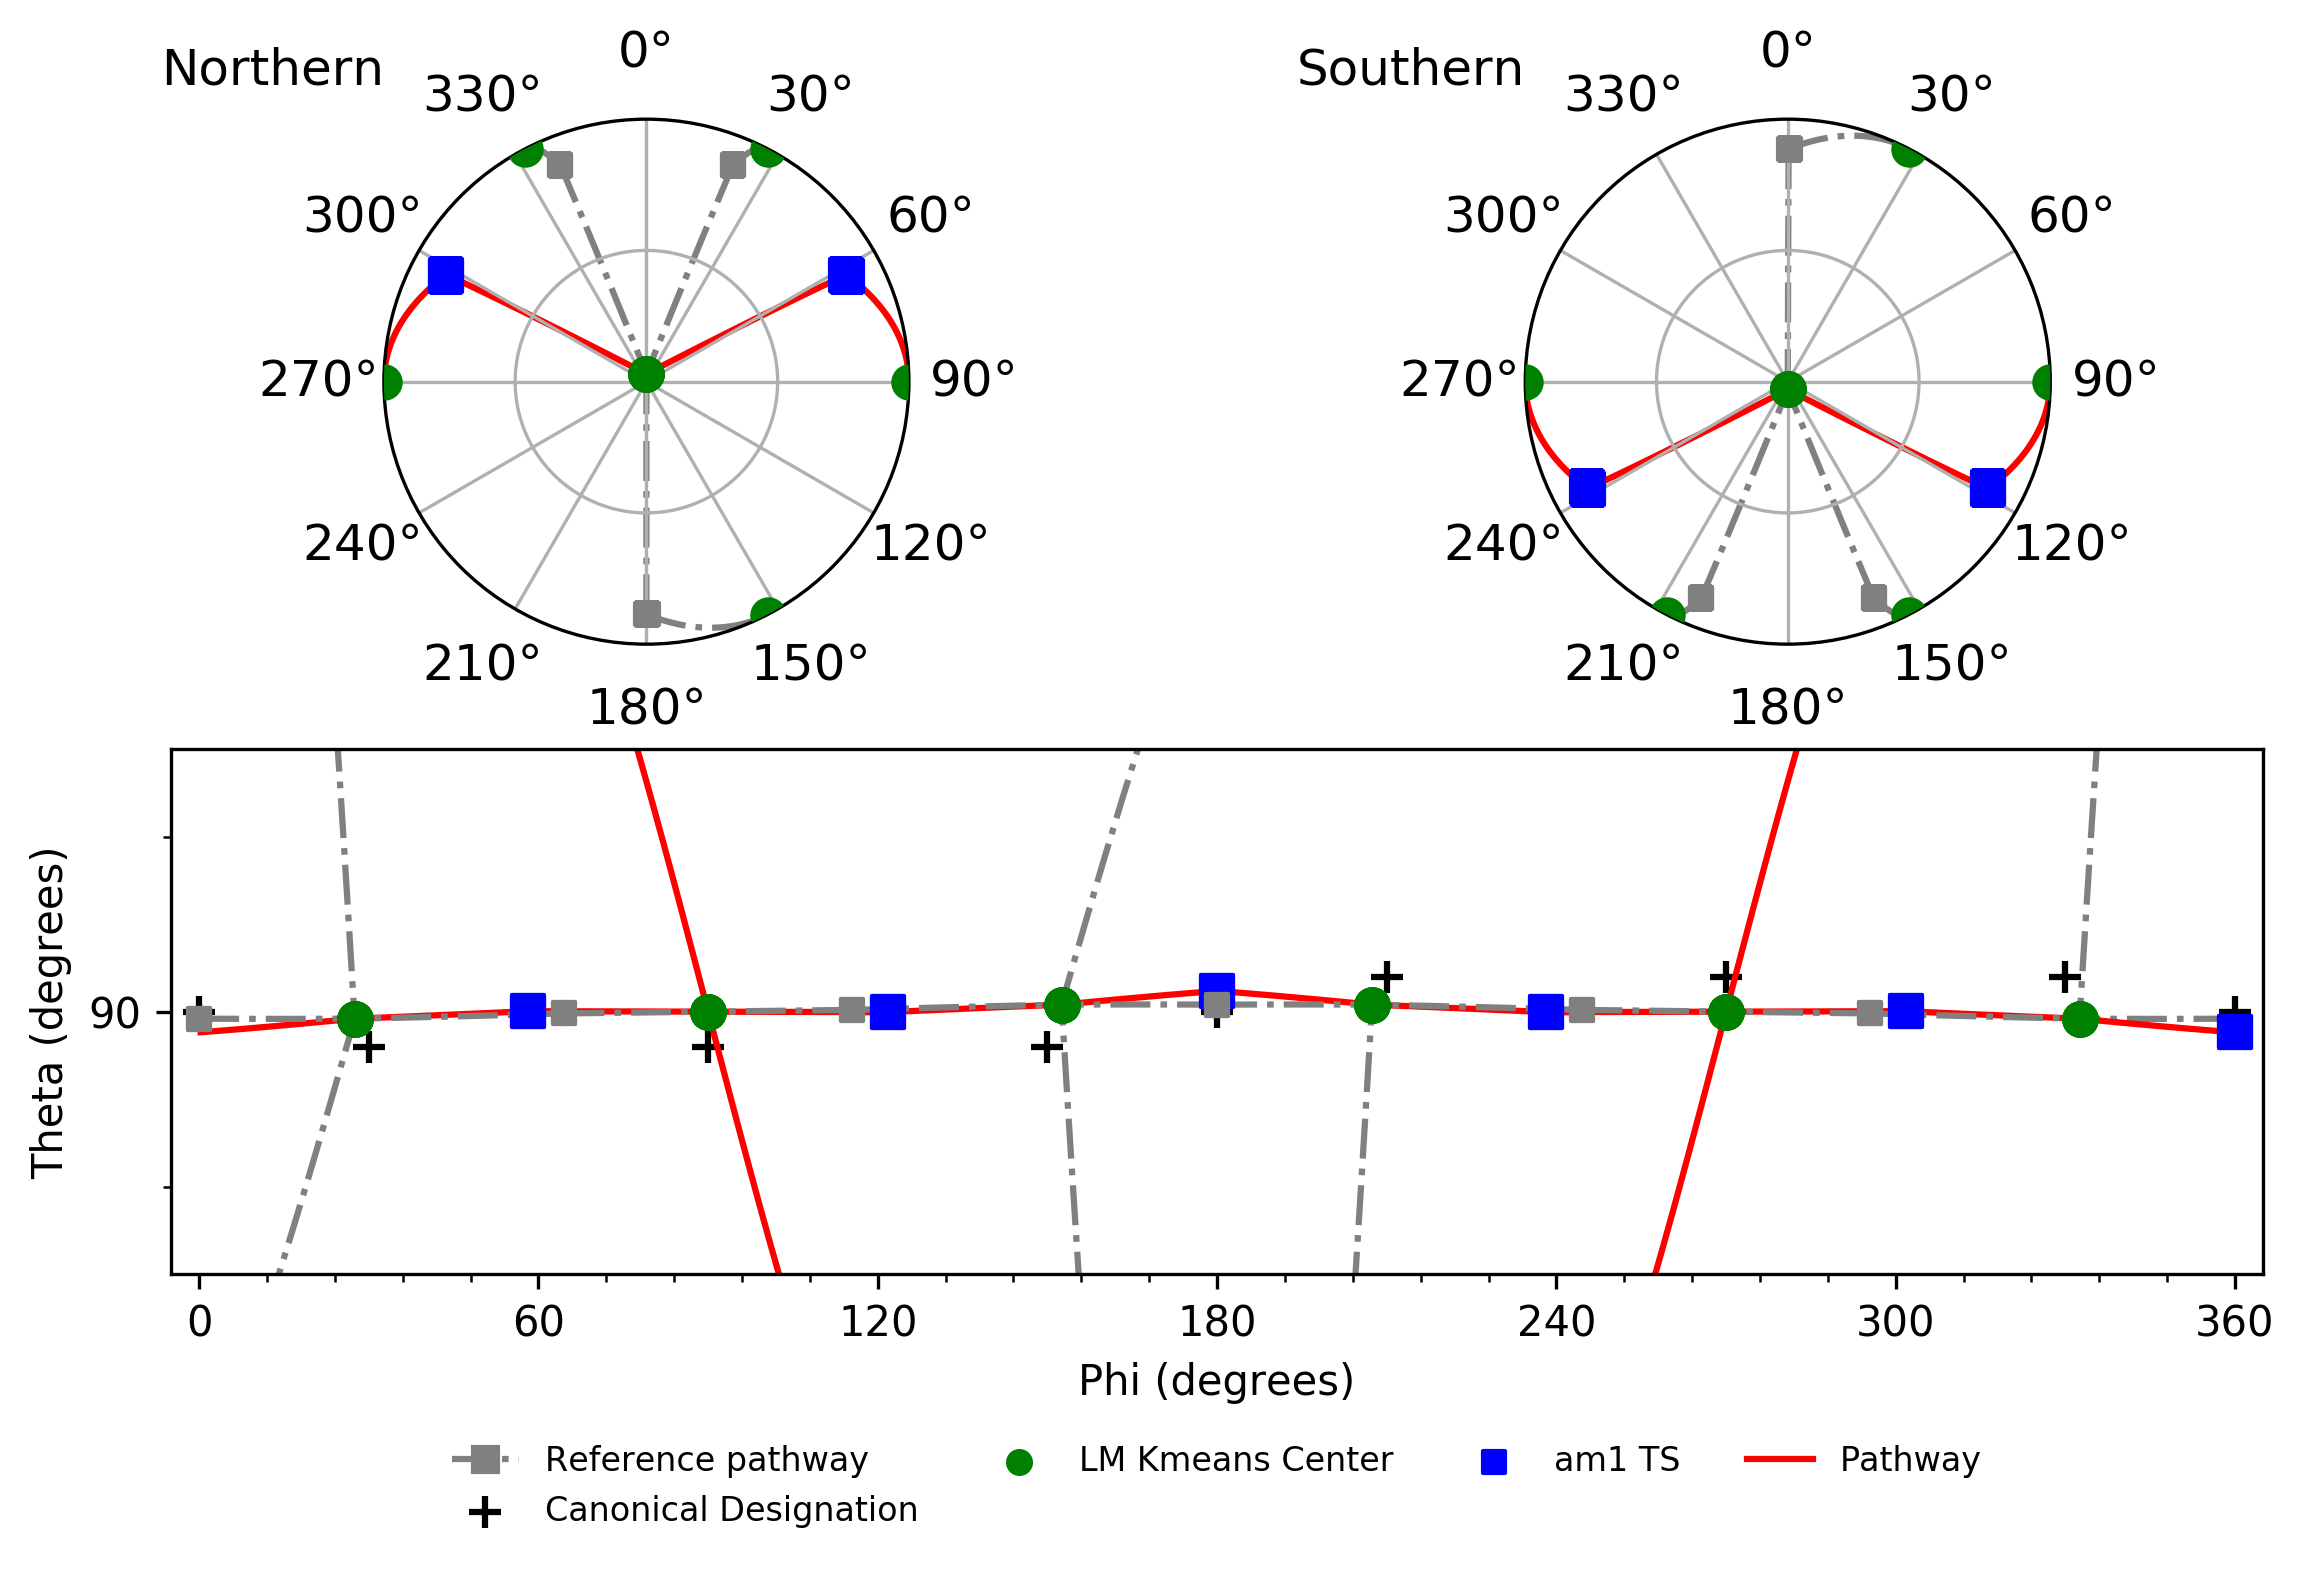 Northern
0°
30°
60°
90°
120°
150°
180°
210°
240°
270°
300°
330°
Southern
0°
30°
60°
90°
120°
150°
180°
210°
240°
270°
300°
330°
Theta (degrees)
90
0 60 120 180 240 300 360
Phi (degrees)
Reference pathway
Canonical Designation
LM Kmeans Center
am1 TS
Pathway